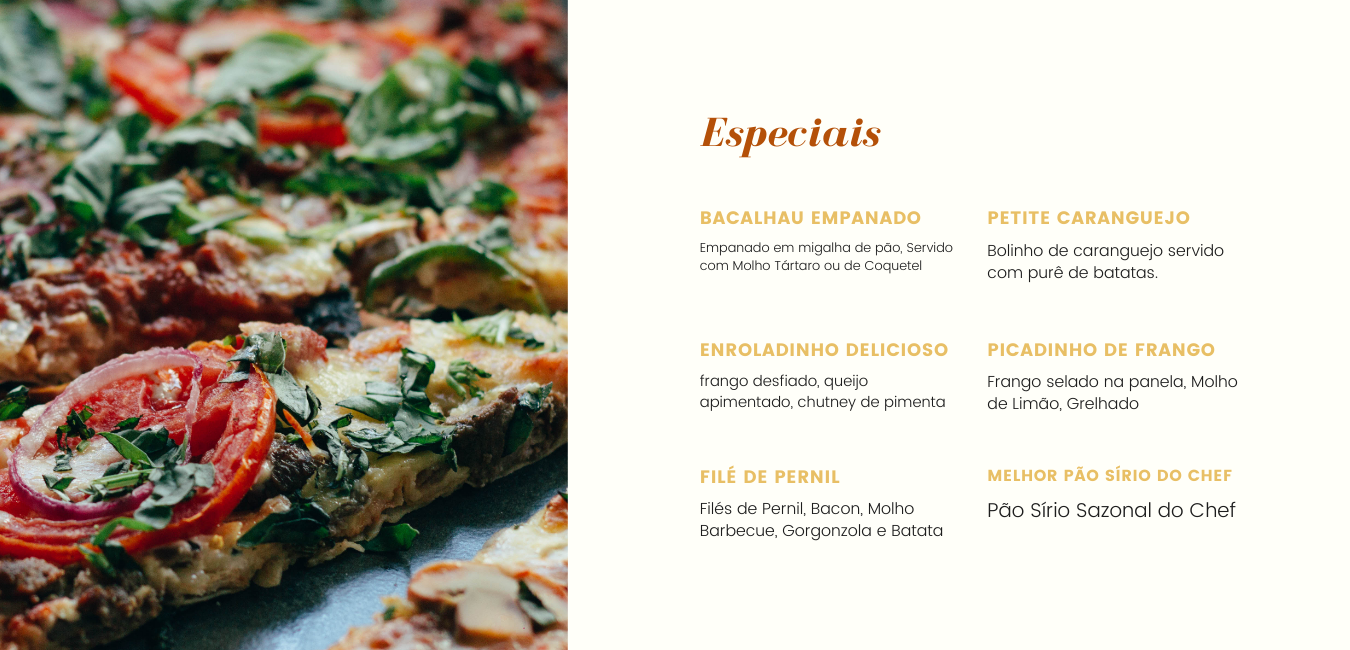 Especiais
BACALHAU EMPANADO
Empanado em migalha de pão, Servido
com Molho Tártaro ou de Coquetel
PETITE CARANGUEJO
Bolinho de caranguejo servido
com purê de batatas.
ENROLADINHO DELICIOSO
frango desfiado, queijo
apimentado, chutney de pimenta
PICADINHO DE FRANGO
Frango selado na panela, Molho
de Limão, Grelhado
FILÉ DE PERNIL
Filés de Pernil, Bacon, Molho
Barbecue, Gorgonzola e Batata
MELHOR PÃO SÍRIO DO CHEF
Pão Sírio Sazonal do Chef